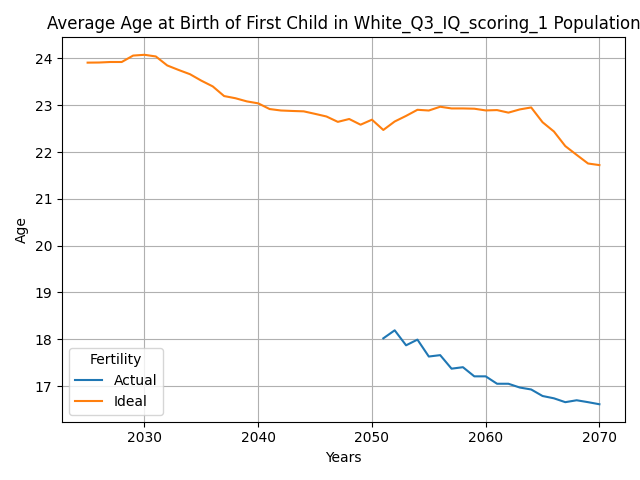 Average Age at Birth of First Child in White_Q3_IQ_scoring_1 Population
24
23
22
21
20
19
18
17
Age
Fertility
Actual
Ideal
2030 2040 2050 2060 2070
Years